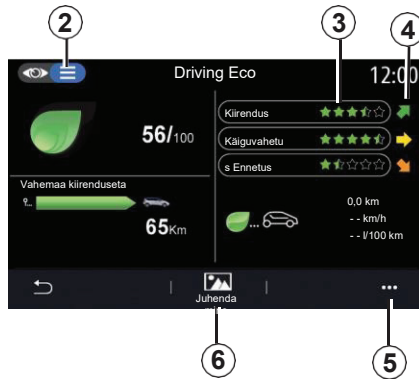 2
3
4
Driving Eco
12:00
56/100
Kiirendus
Käiguvahetu
s Ennetus
Vahemaa kiirenduseta
65Km
0,0 km
- - km/h
- - l/100 km
Juhenda
6
5